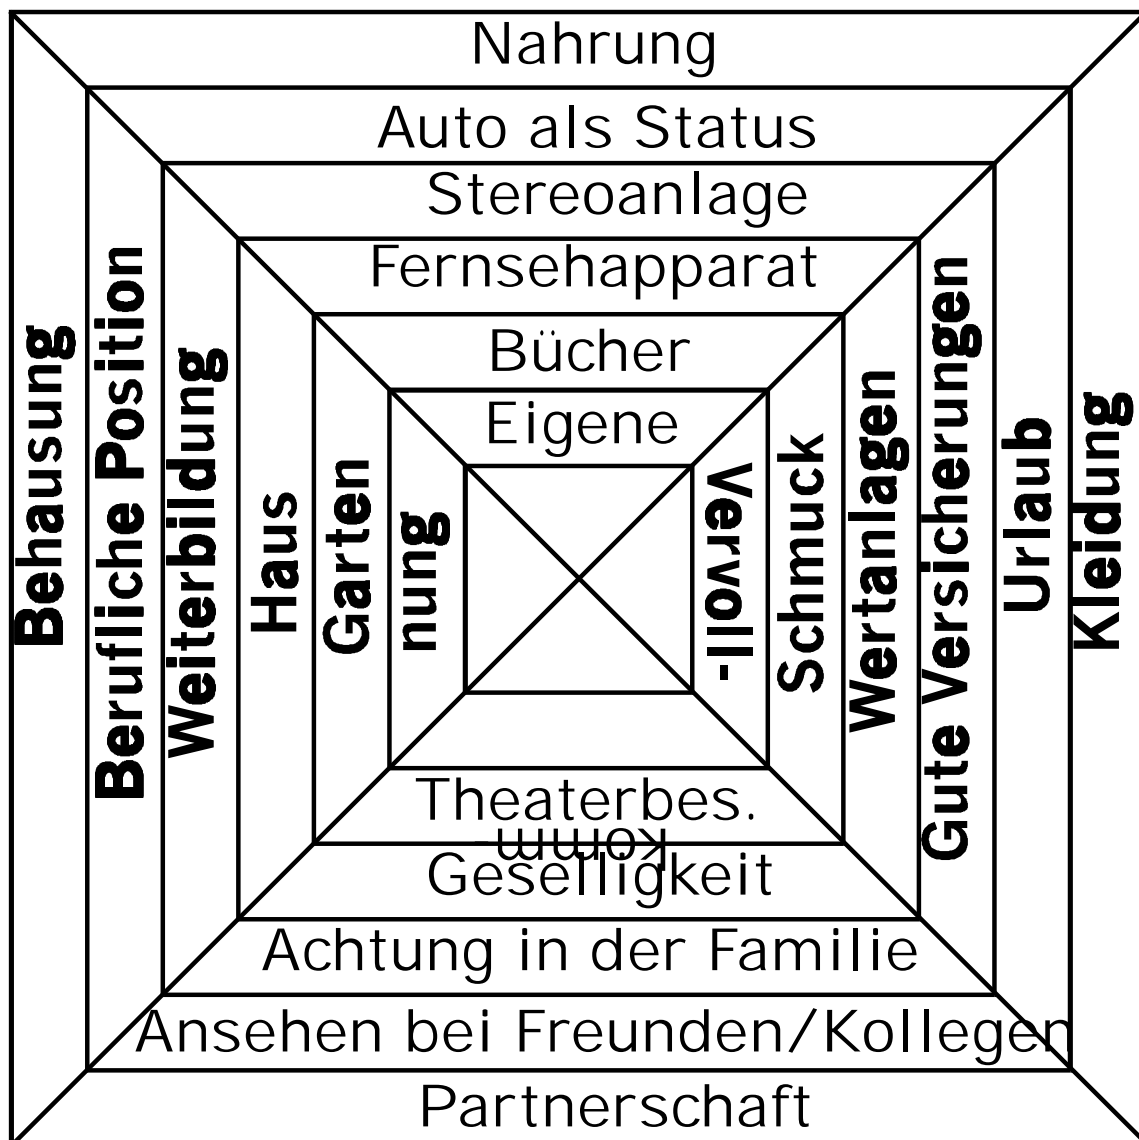 Nahrung
Auto als Status
Stereoanlage
Fernsehapparat
Bücher
Eigene
Behausung
Berufliche Position
Weiterbildung
Haus
Garten
nung
Vervoll-
Schmuck
Wertanlagen
Gute Versicherungen
Urlaub
Kleidung
Theaterbes.
komm-
Geselligkeit
Achtung in der Familie
Ansehen bei Freunden/Kollegen
Partnerschaft